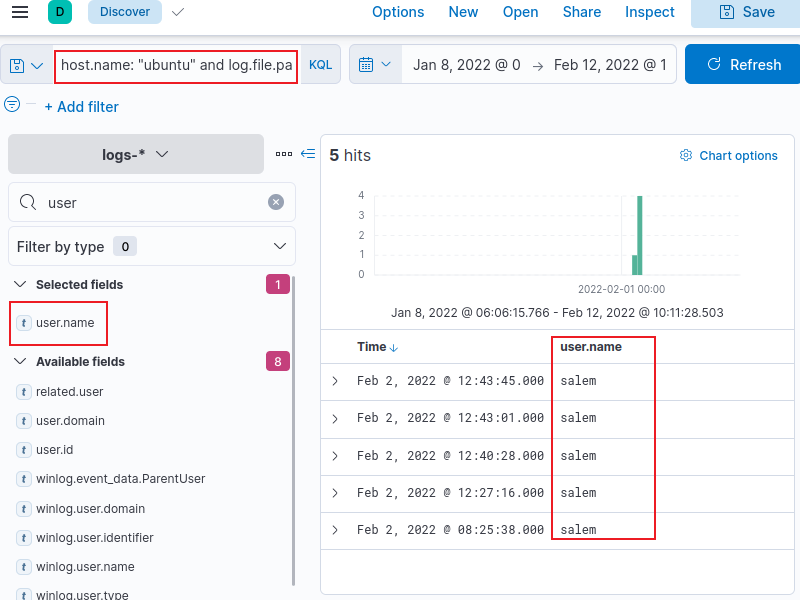 D Discover Options New Open Share Inspect Save
host.name: "ubuntu" and log.file.pa KQL Jan 8, 2022 @ 0 → Feb 12, 2022 @ 1 Refresh
+ Add filter
logs-*
user
Filter by type 0
Selected fields 1
t user.name
Available fields 8
t related.user
t user.domain
t user.id
t winlog.event_data.ParentUser
t winlog.user.domain
t winlog.user.identifier
t winlog.user.name
t winlog.user.type
5 hits Chart options
4
3
2
1
0
2022-02-01 00:00
Jan 8, 2022 @ 06:06:15.766 - Feb 12, 2022 @ 10:11:28.503
Time user.name
Feb 2, 2022 @ 12:43:45.000 salem
Feb 2, 2022 @ 12:43:01.000 salem
Feb 2, 2022 @ 12:40:28.000 salem
Feb 2, 2022 @ 12:27:16.000 salem
Feb 2, 2022 @ 08:25:38.000 salem